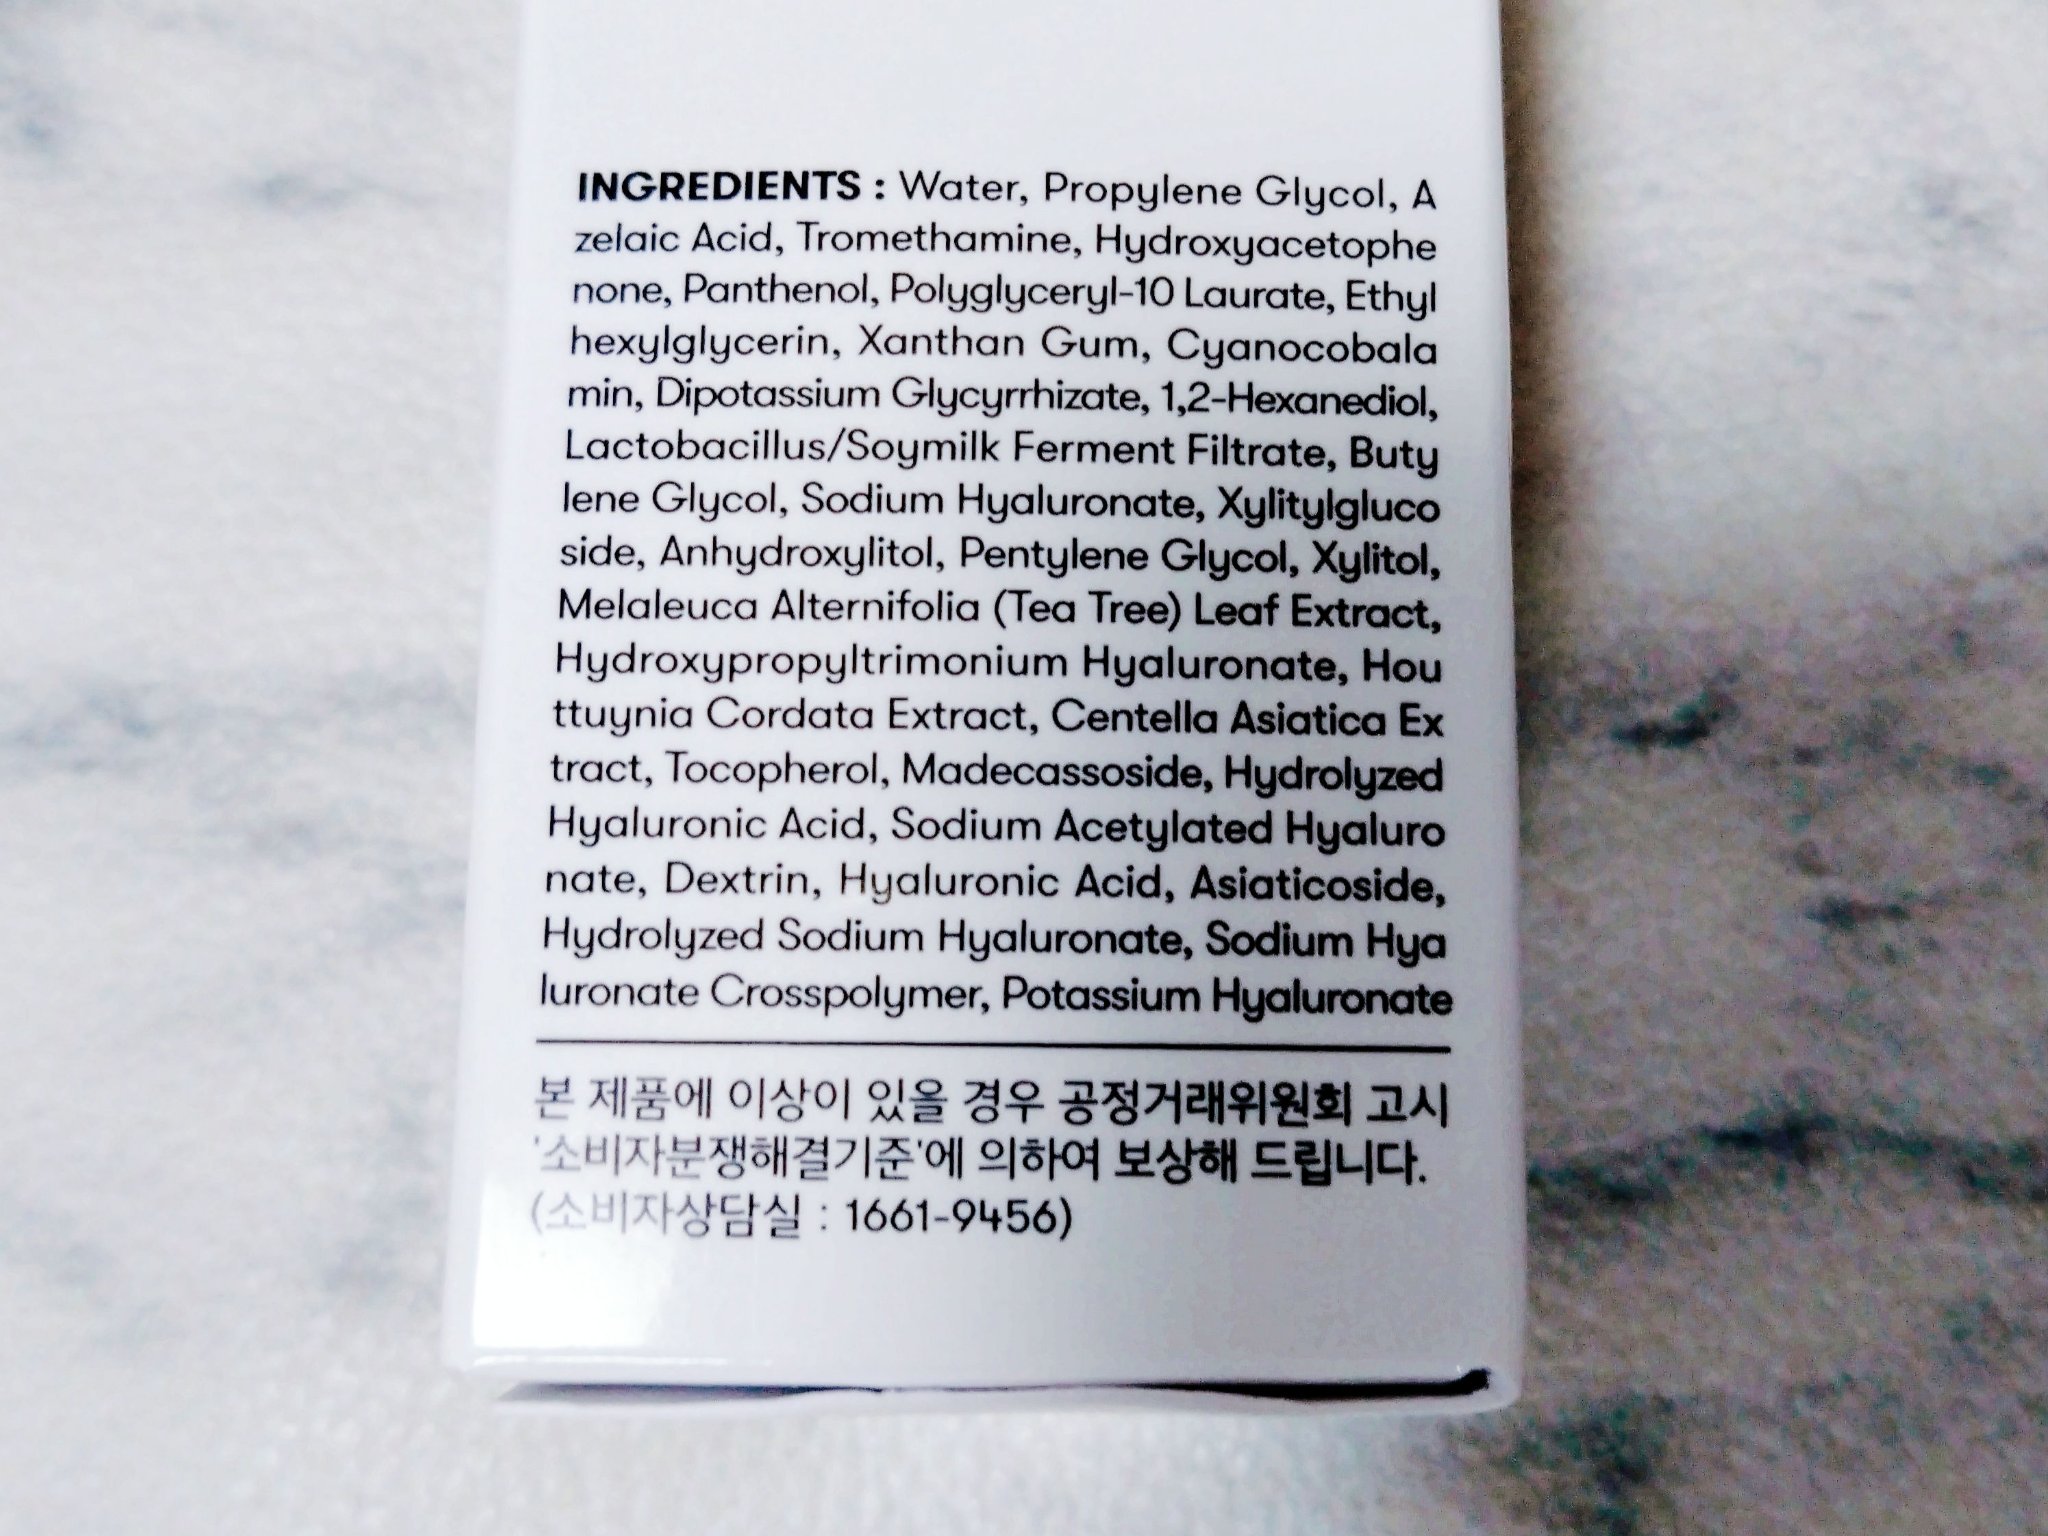 INGREDIENTS : Water, Propylene Glycol, A
zelaic Acid, Tromethamine, Hydroxyacetophe
none, Panthenol, Polyglyceryl-10 Laurate, Ethyl
hexylglycerin, Xanthan Gum, Cyanocobala
min, Dipotassium Glycyrrhizate, 1,2-Hexanediol,
Lactobacillus/Soymilk Ferment Filtrate, Buty
lene Glycol, Sodium Hyaluronate, Xylitylgluco
side, Anhydroxylitol, Pentylene Glycol, Xylitol,
Melaleuca Alternifolia (Tea Tree) Leaf Extract,
Hydroxypropyltrimonium Hyaluronate, Hou
ttuynia Cordata Extract, Centella Asiatica Ex
tract, Tocopherol, Madecassoside, Hydrolyzed
Hyaluronic Acid, Sodium Acetylated Hyaluro
nate, Dextrin, Hyaluronic Acid, Asiaticoside,
Hydrolyzed Sodium Hyaluronate, Sodium Hya
luronate Crosspolymer, Potassium Hyaluronate
본 제품에 이상이 있을 경우 공정거래위원회 고시
'소비자분쟁해결기준'에 의하여 보상해 드립니다.
(소비자상담실 : 1661-9456)